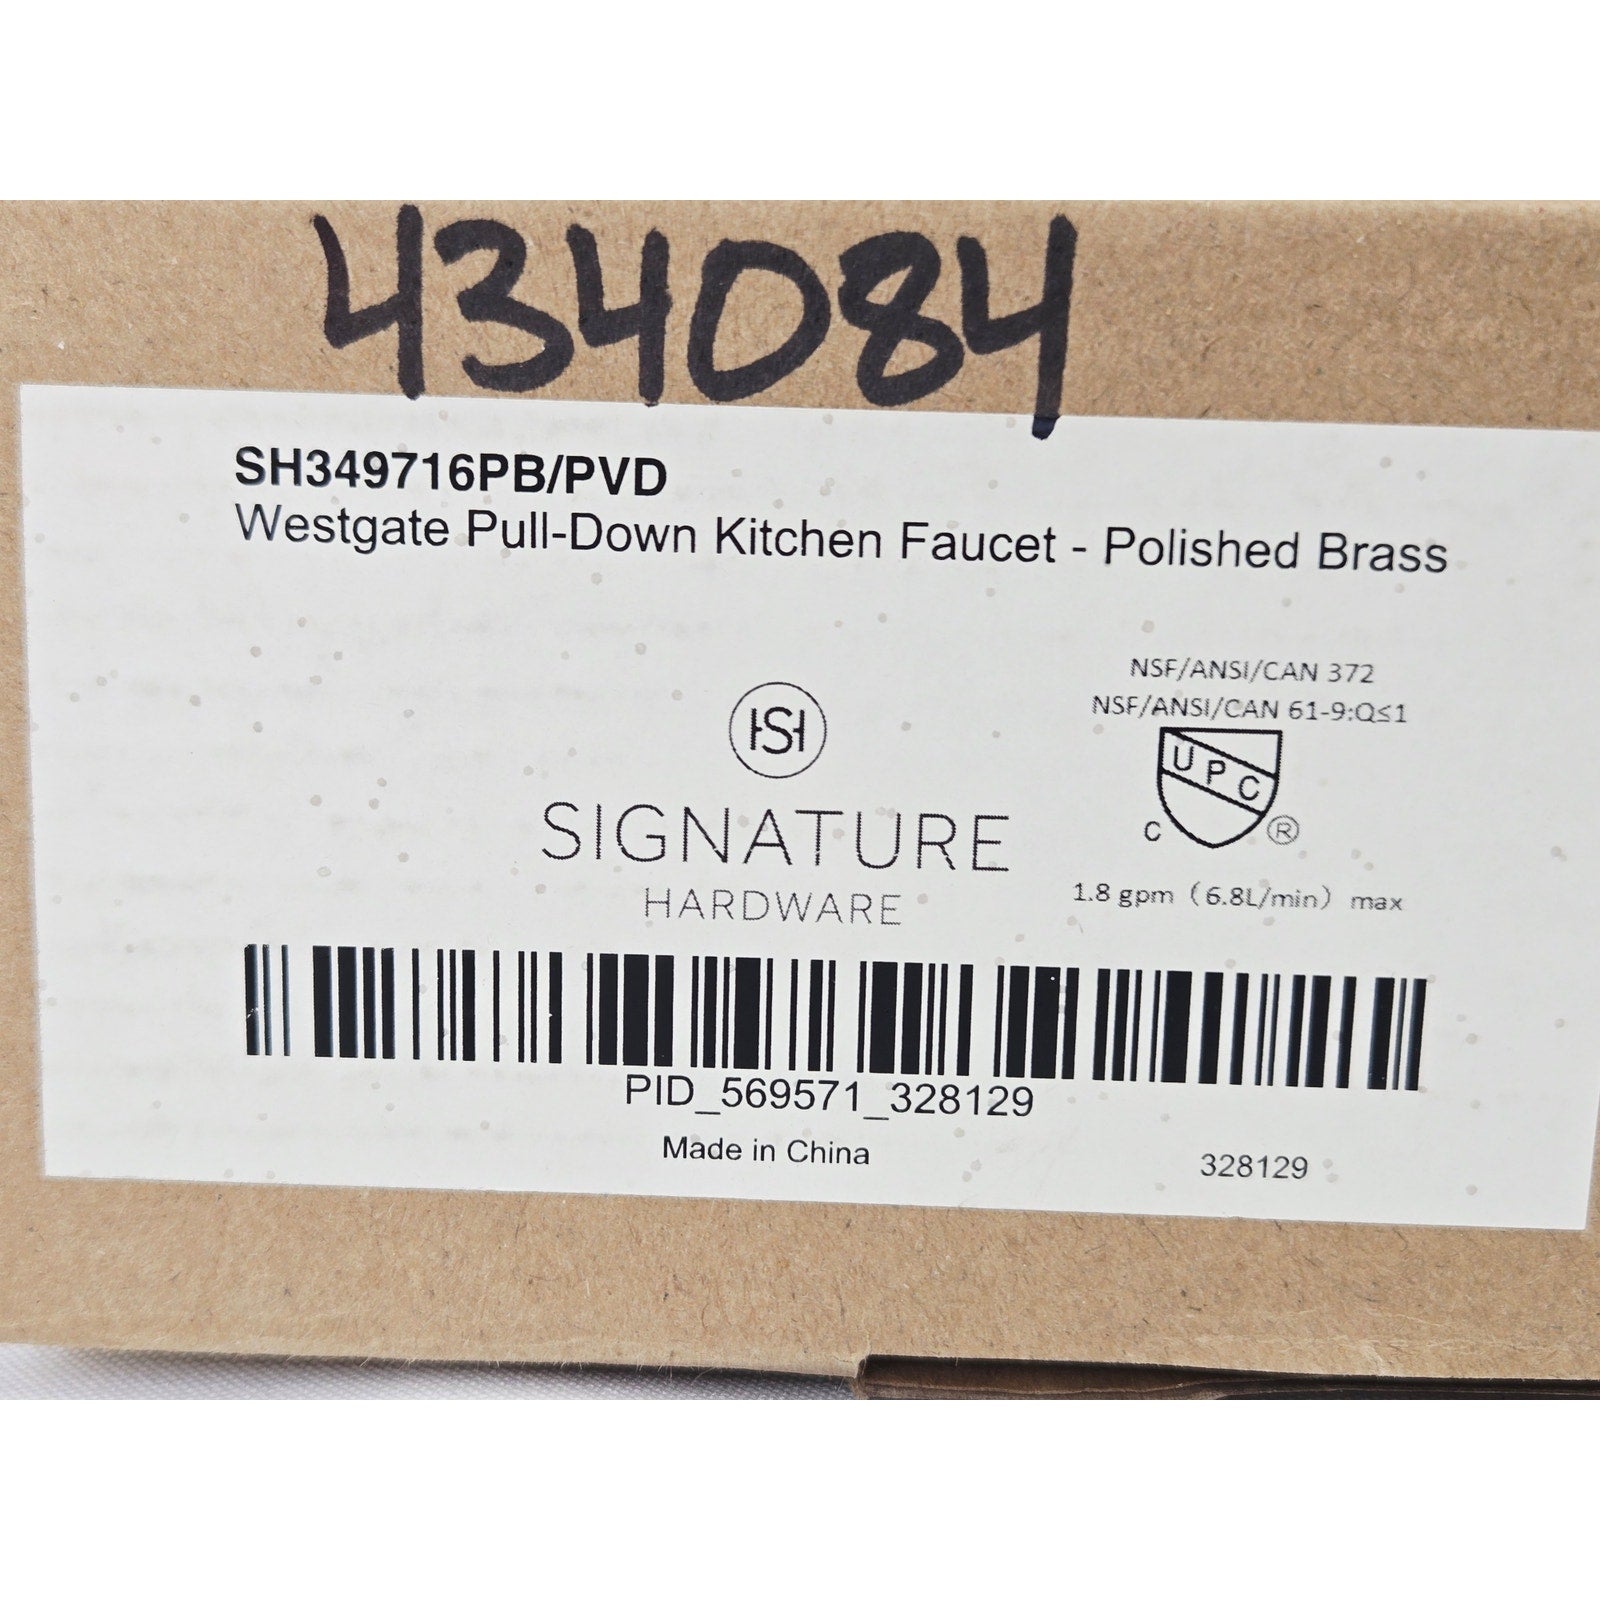 434084
SH349716PB/PVD
Westgate Pull-Down Kitchen Faucet - Polished Brass
NSF/ANSI/CAN 372
NSF/ANSI/CAN 61-9:Q≤1
SH
UPC
C ®
SIGNATURE
HARDWARE
1.8 gpm (6.8L/min) max
PID_569571_328129
Made in China
328129